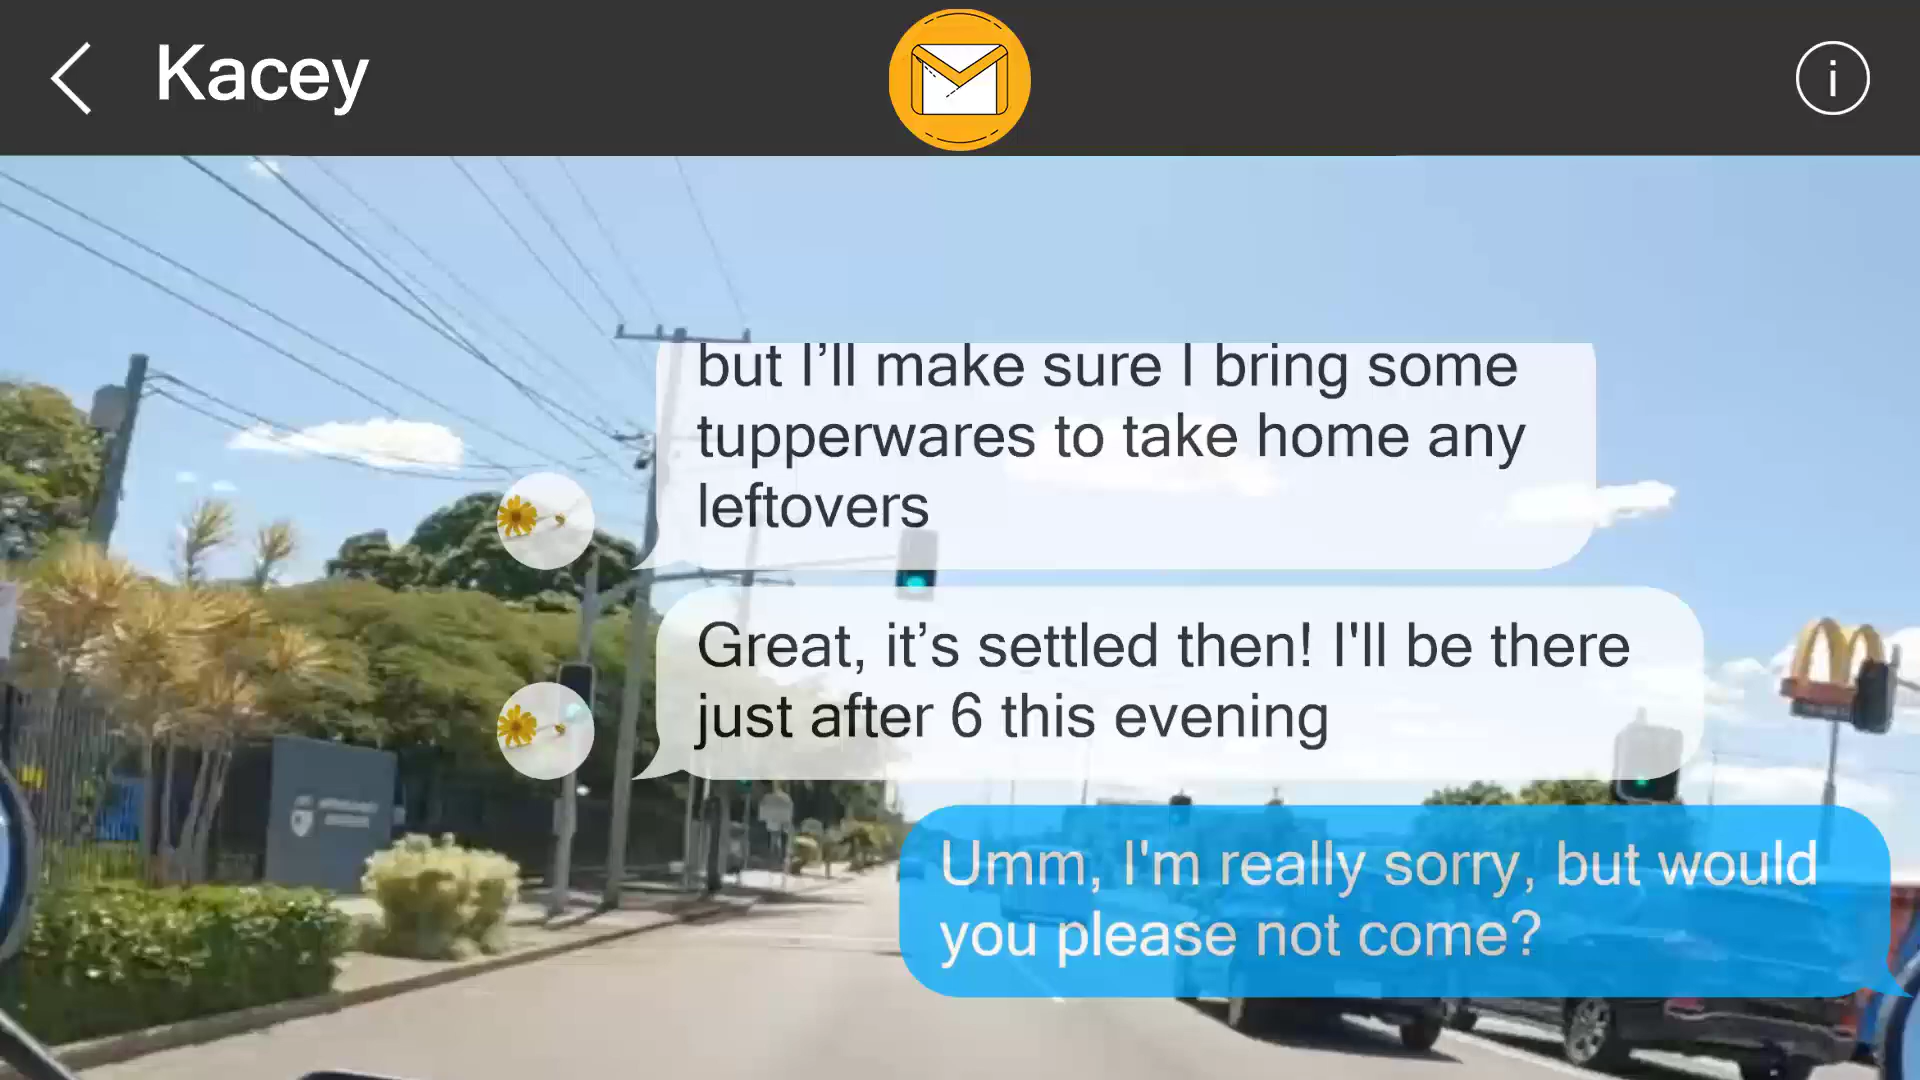 Kacey
i
but I’ll make sure I bring some
tupperwares to take home any
leftovers
Great, it’s settled then! I'll be there
just after 6 this evening
Umm, I'm really sorry, but would
you please not come?